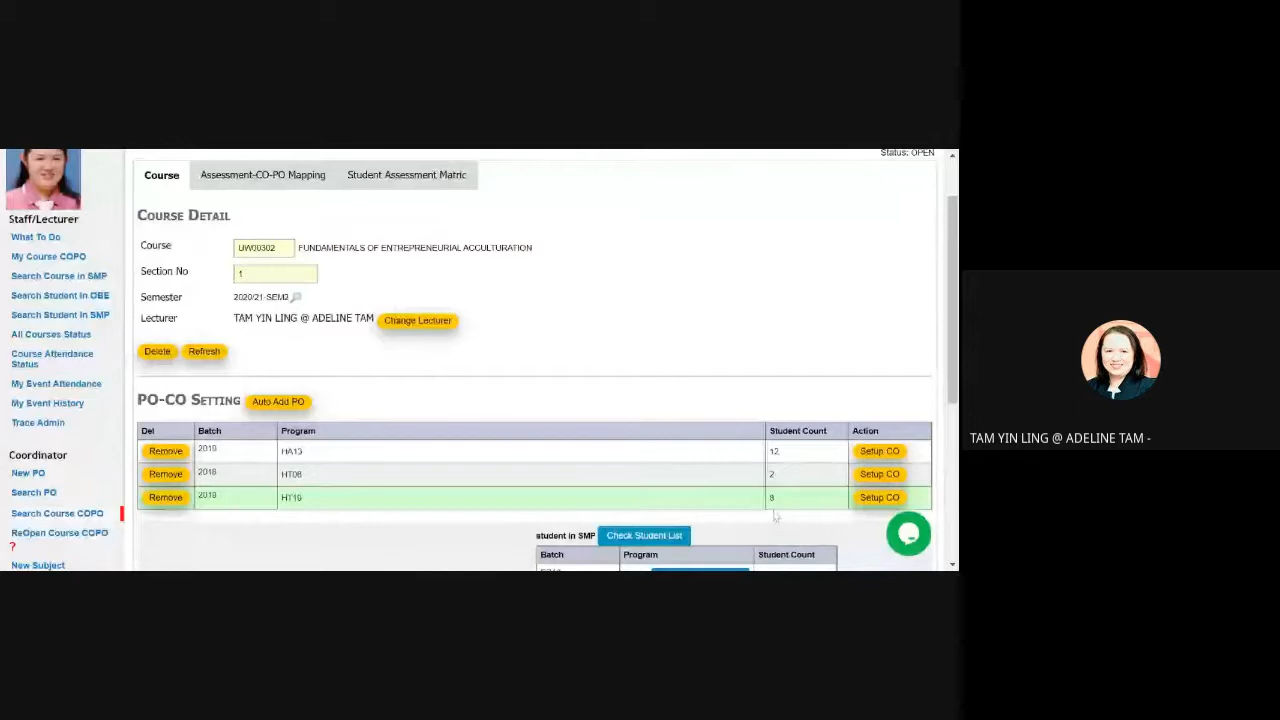 Status: OPEN
Course
Assessment-CO-PO Mapping
Student Assessment Matric
COURSE DETAIL
Course
UW00302
FUNDAMENTALS OF ENTREPRENEURIAL ACCULTURATION
Section No
1
Semester
2020/21-SEM2
Lecturer
TAM YIN LING @ ADELINE TAM
Change Lecturer
Delete
Refresh
PO-CO SETTING
Auto Add PO
Del
Batch
Program
Student Count
Action
Remove
2019
HA13
12
Setup CO
Remove
2018
2
Setup CO
Remove
2019
8
Setup CO
student in SMP
Check Student List
Batch
Program
Student Count
Staff/Lecturer
What To Do
My Course COPO
Search Course in SMP
Search Student in OBE
Search Student in SMP
All Courses Status
Course Attendance
Status
My Event Attendance
My Event History
Trace Admin
Coordinator
New PO
Search PO
Search Course COPO
ReOpen Course COPO
?
New Subject
TAM YIN LING @ ADELINE TAM -